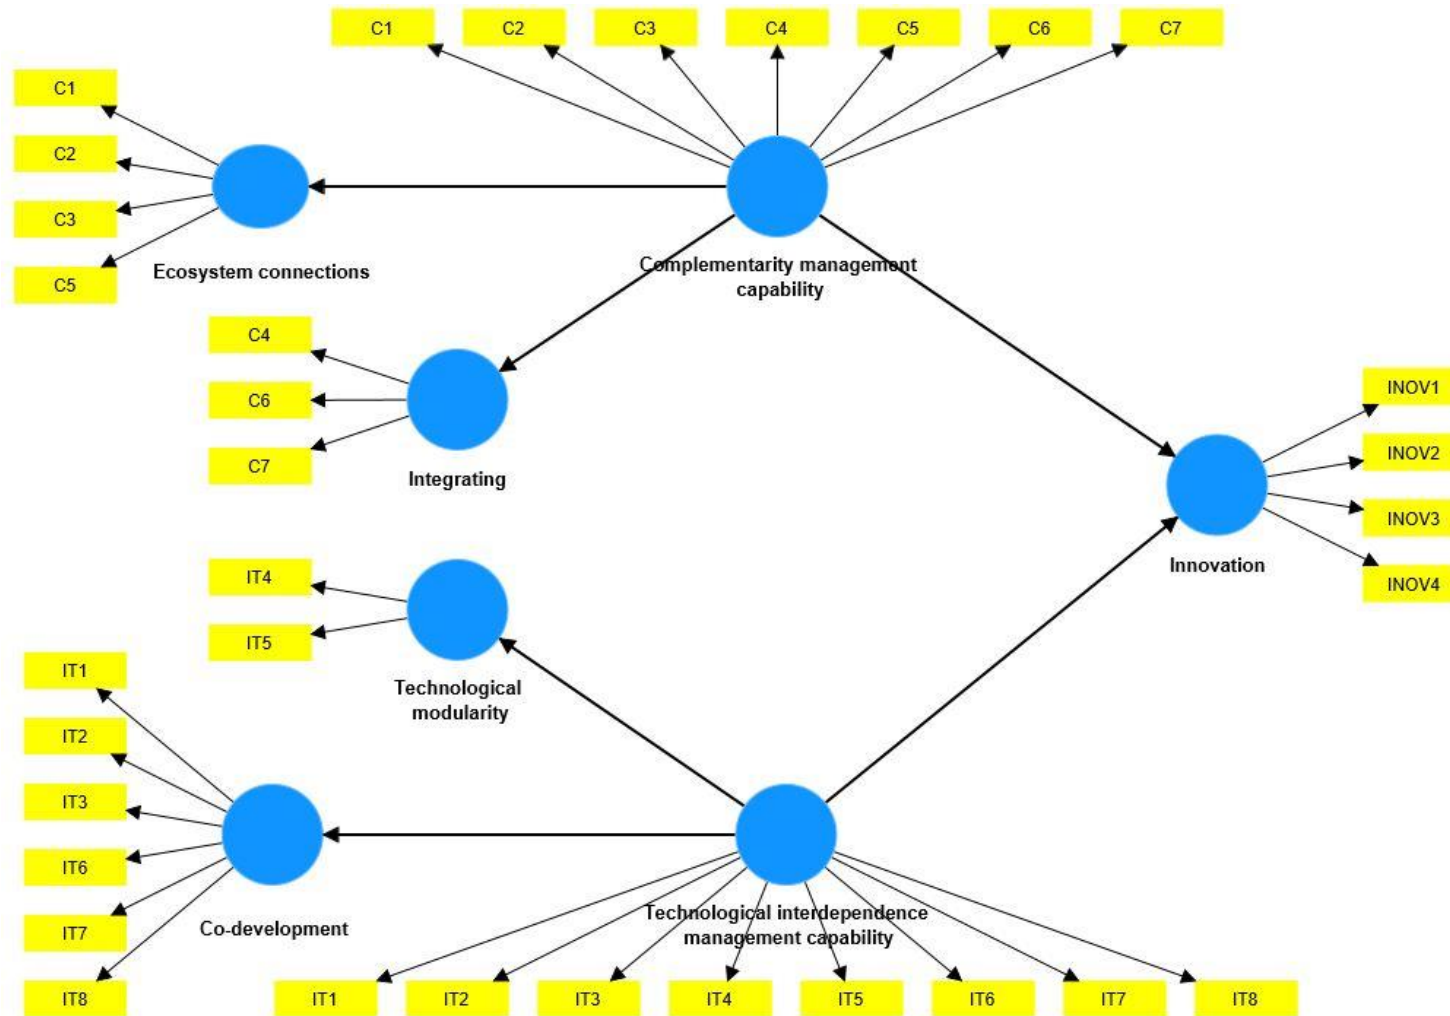 C1
C2
C3
C4
C5
C6
C7
C1
C2
C3
C5
Ecosystem connections
Complementarity management
capability
C4
C6
C7
Integrating
INOV1
INOV2
INOV3
INOV4
Innovation
IT4
IT5
Technological
modularity
IT1
IT2
IT3
IT6
IT7
IT8
Co-development
Technological interdependence
management capability
IT1
IT2
IT3
IT4
IT5
IT6
IT7
IT8